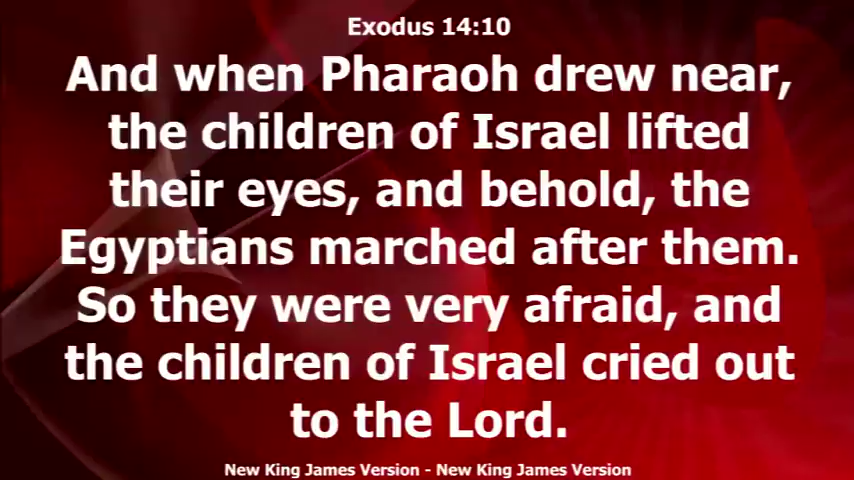 Exodus 14:10
And when Pharaoh drew near,
the children of Israel lifted
their eyes, and behold, the
Egyptians marched after them.
So they were very afraid, and
the children of Israel cried out
to the Lord.
New King James Version - New King James Version